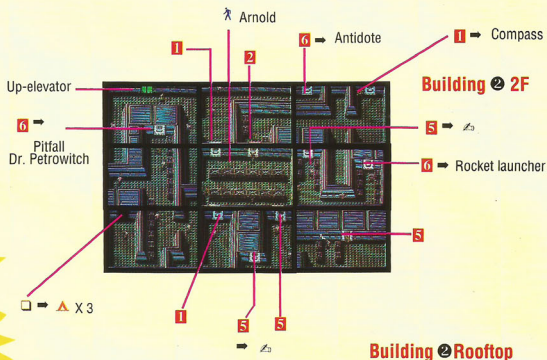 Arnold
1
2
6 ➡ Antidote
1 ➡ Compass
Up-elevator
Building ❷ 2F
6 ➡
Pitfall
Dr. Petrowitch
5 ➡ ✍
6 ➡ Rocket launcher
5
❏ ➡ X 3
1
5
➡ ✍
5
Building ❷ Rooftop